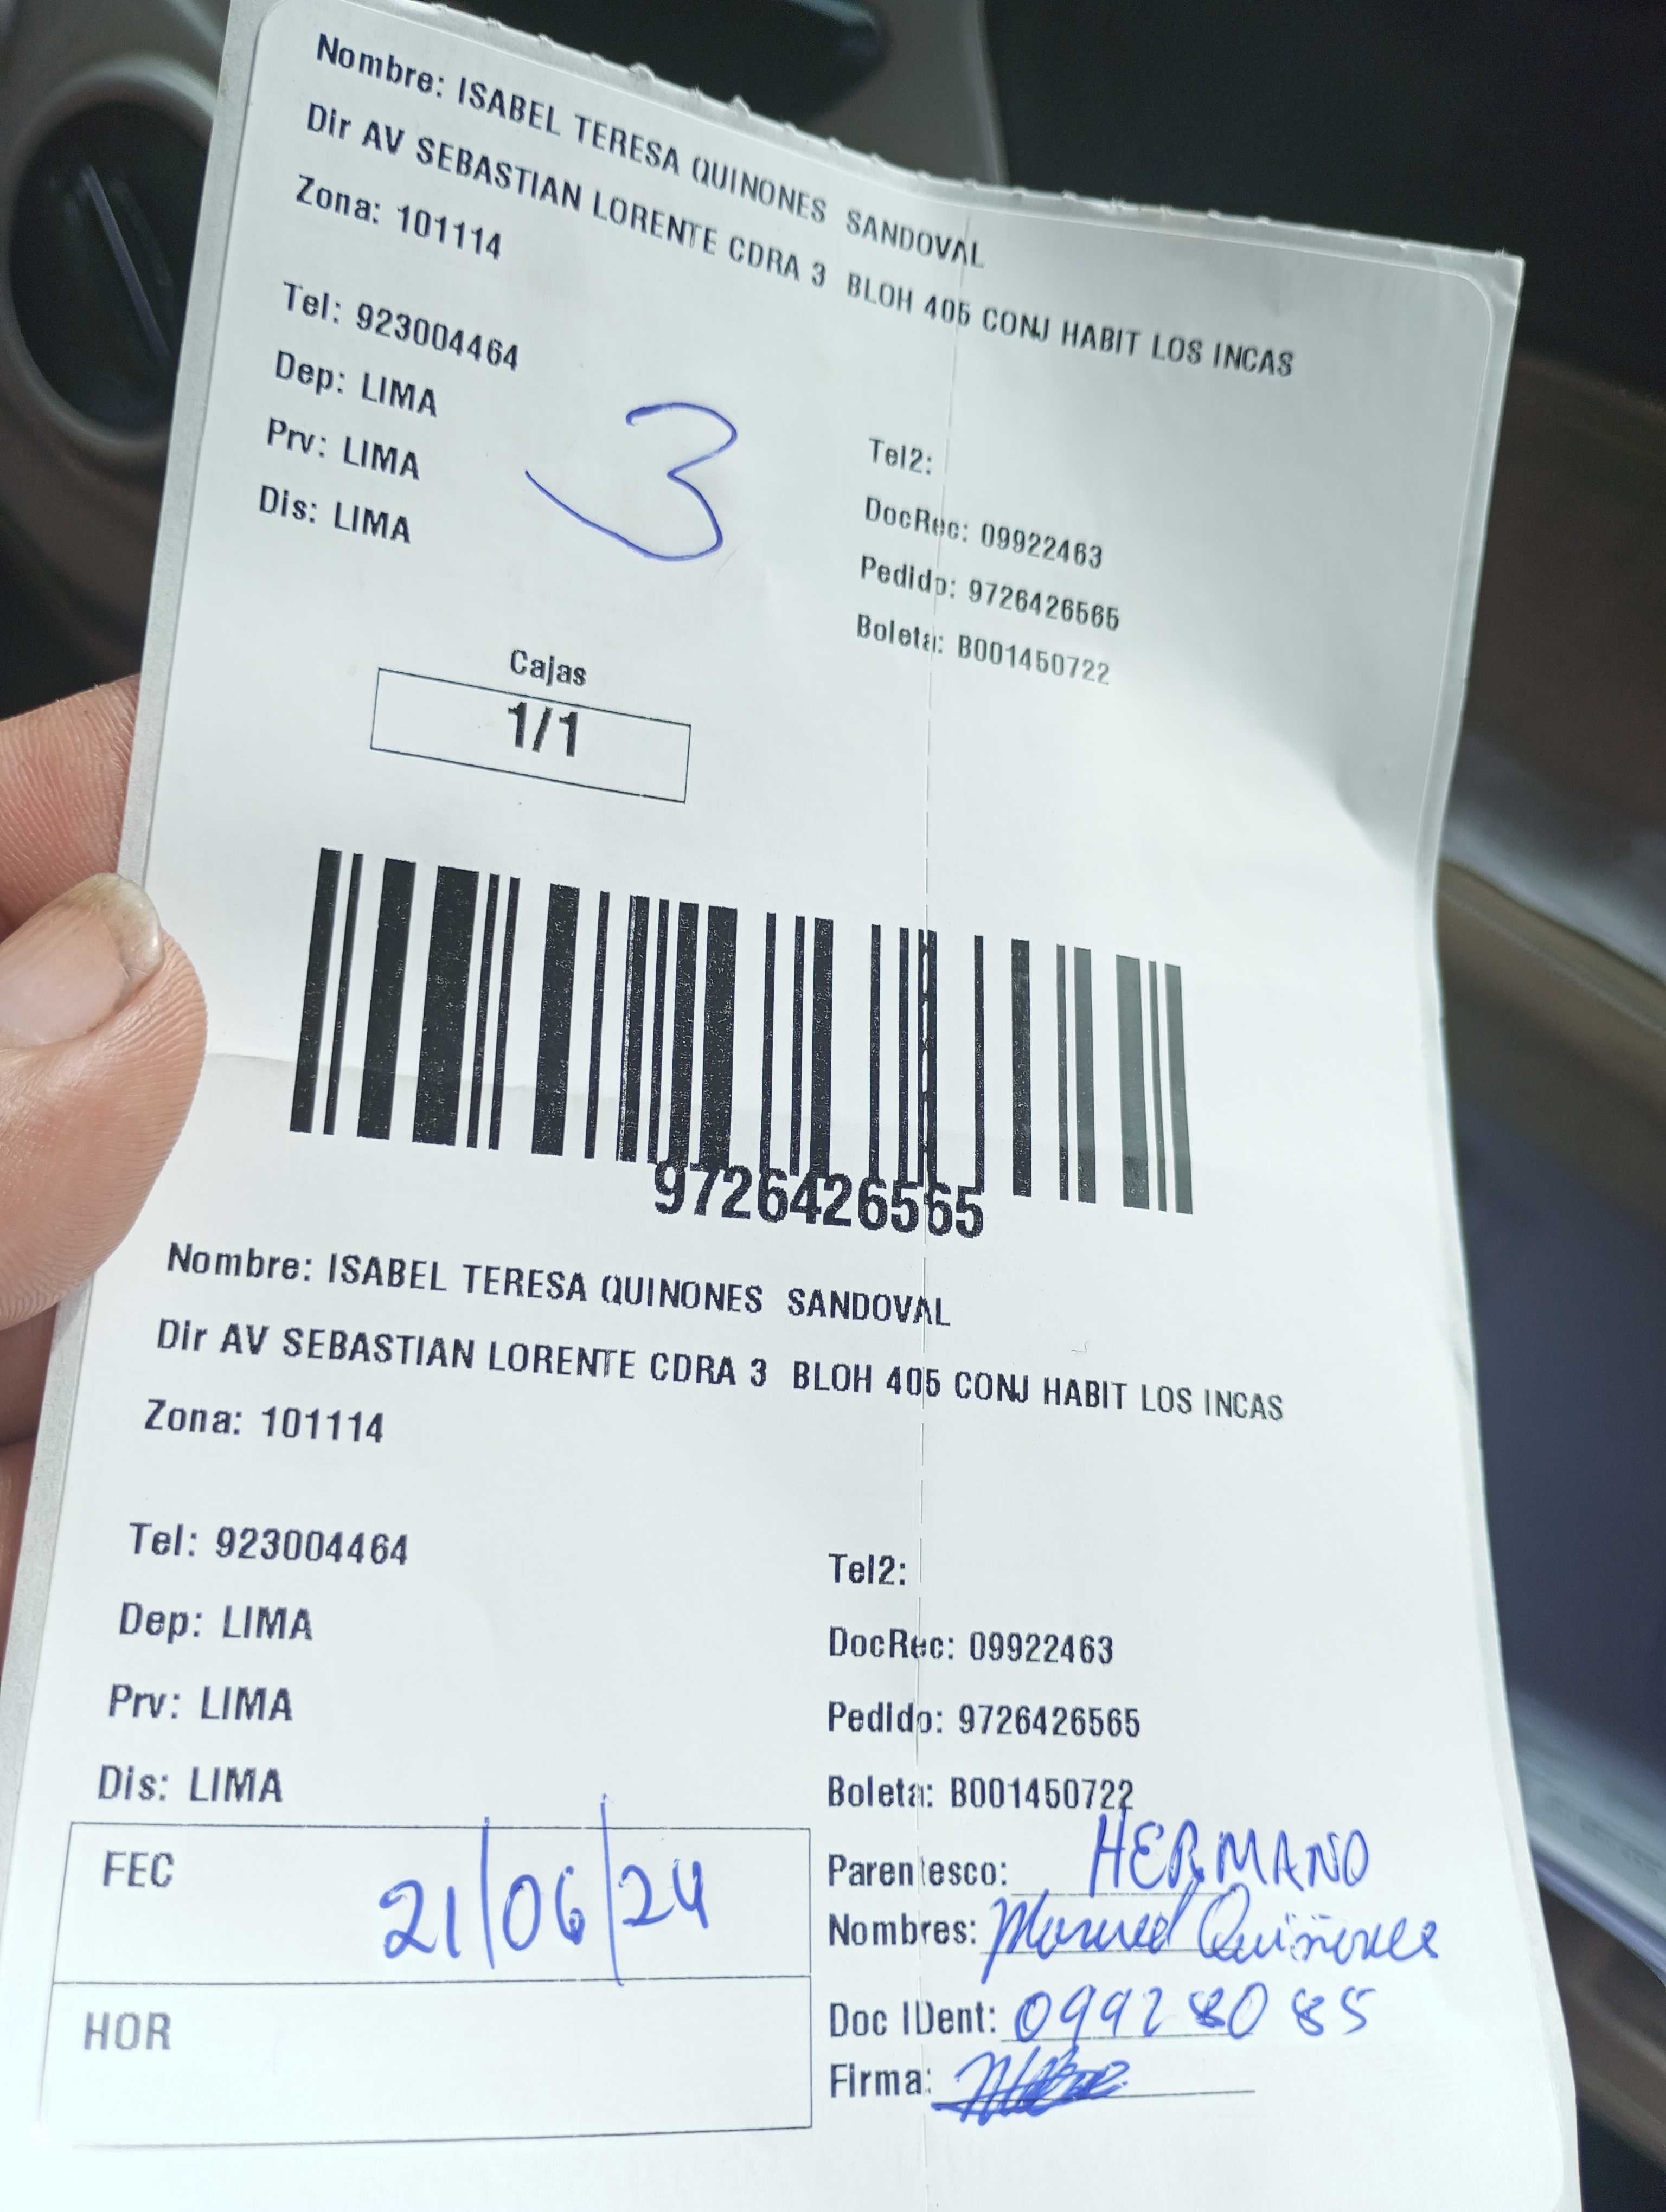 Nombre: ISABEL TERESA QUINONES SANDOVAL
Dir AV SEBASTIAN LORENTE CDRA 3 BLOH 405 CONJ HABIT LOS INCAS
Zona: 101114
Tel: 923004464
Dep: LIMA
Prv: LIMA
Dis: LIMA
3
Tel2:
DocRec: 09922463
Pedido: 9726426565
Boleta: B001450722
Cajas
1/1
9726426565
Nombre: ISABEL TERESA QUINONES SANDOVAL
Dir AV SEBASTIAN LORENTE CDRA 3 BLOH 405 CONJ HABIT LOS INCAS
Zona: 101114
Tel: 923004464
Dep: LIMA
Prv: LIMA
Dis: LIMA
Tel2:
DocRec: 09922463
Pedido: 9726426565
Boleta: B001450722
FEC 21/06/24
HOR
Parentesco: HERMANO
Nombres: Manuel Quiñones
Doc IDent: 09928085
Firma: